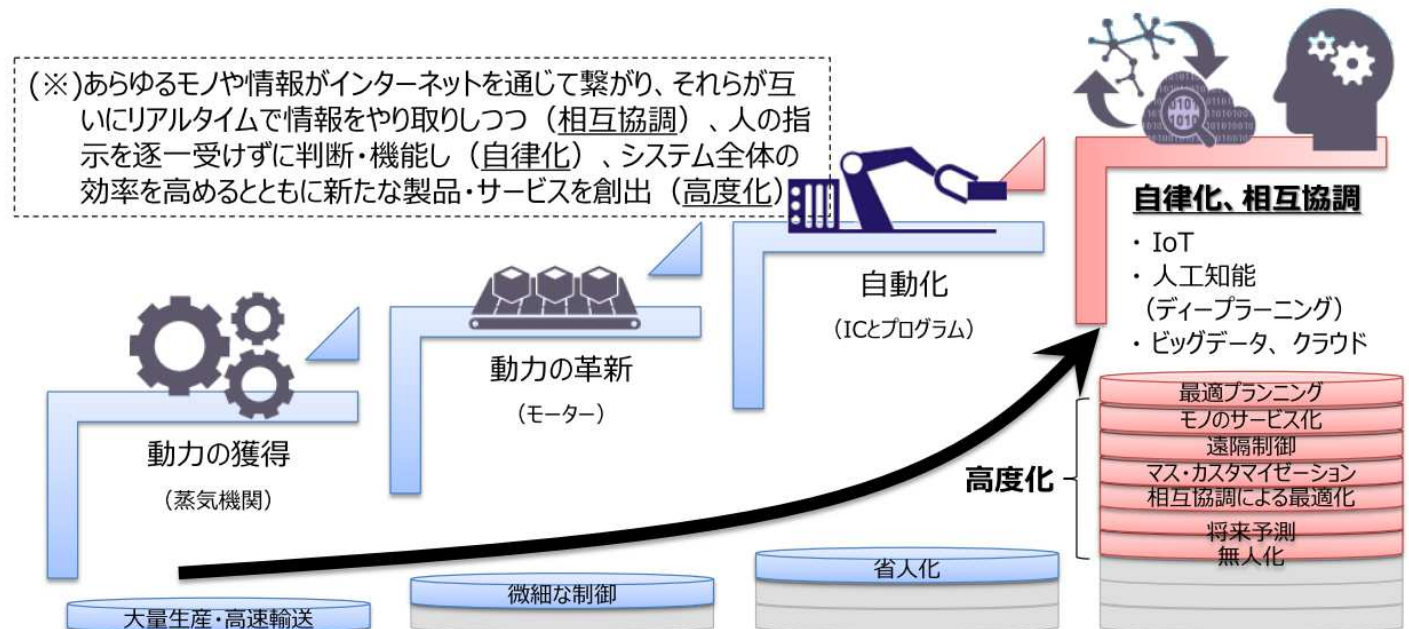 (※)あらゆるモノや情報がインターネットを通じて繋がり、それらが互
いにリアルタイムで情報をやり取りしつつ（相互協調）、人の指
示を逐一受けずに判断・機能し（自律化）、システム全体の
効率を高めるとともに新たな製品・サービスを創出（高度化）
動力の獲得
（蒸気機関）
動力の革新
（モーター）
自動化
（ICとプログラム）
自律化、相互協調
・ IoT
・ 人工知能
（ディープラーニング）
・ ビッグデータ、クラウド
高度化
最適プランニング
モノのサービス化
遠隔制御
マス・カスタマイゼーション
相互協調による最適化
将来予測
無人化
省人化
微細な制御
大量生産・高速輸送